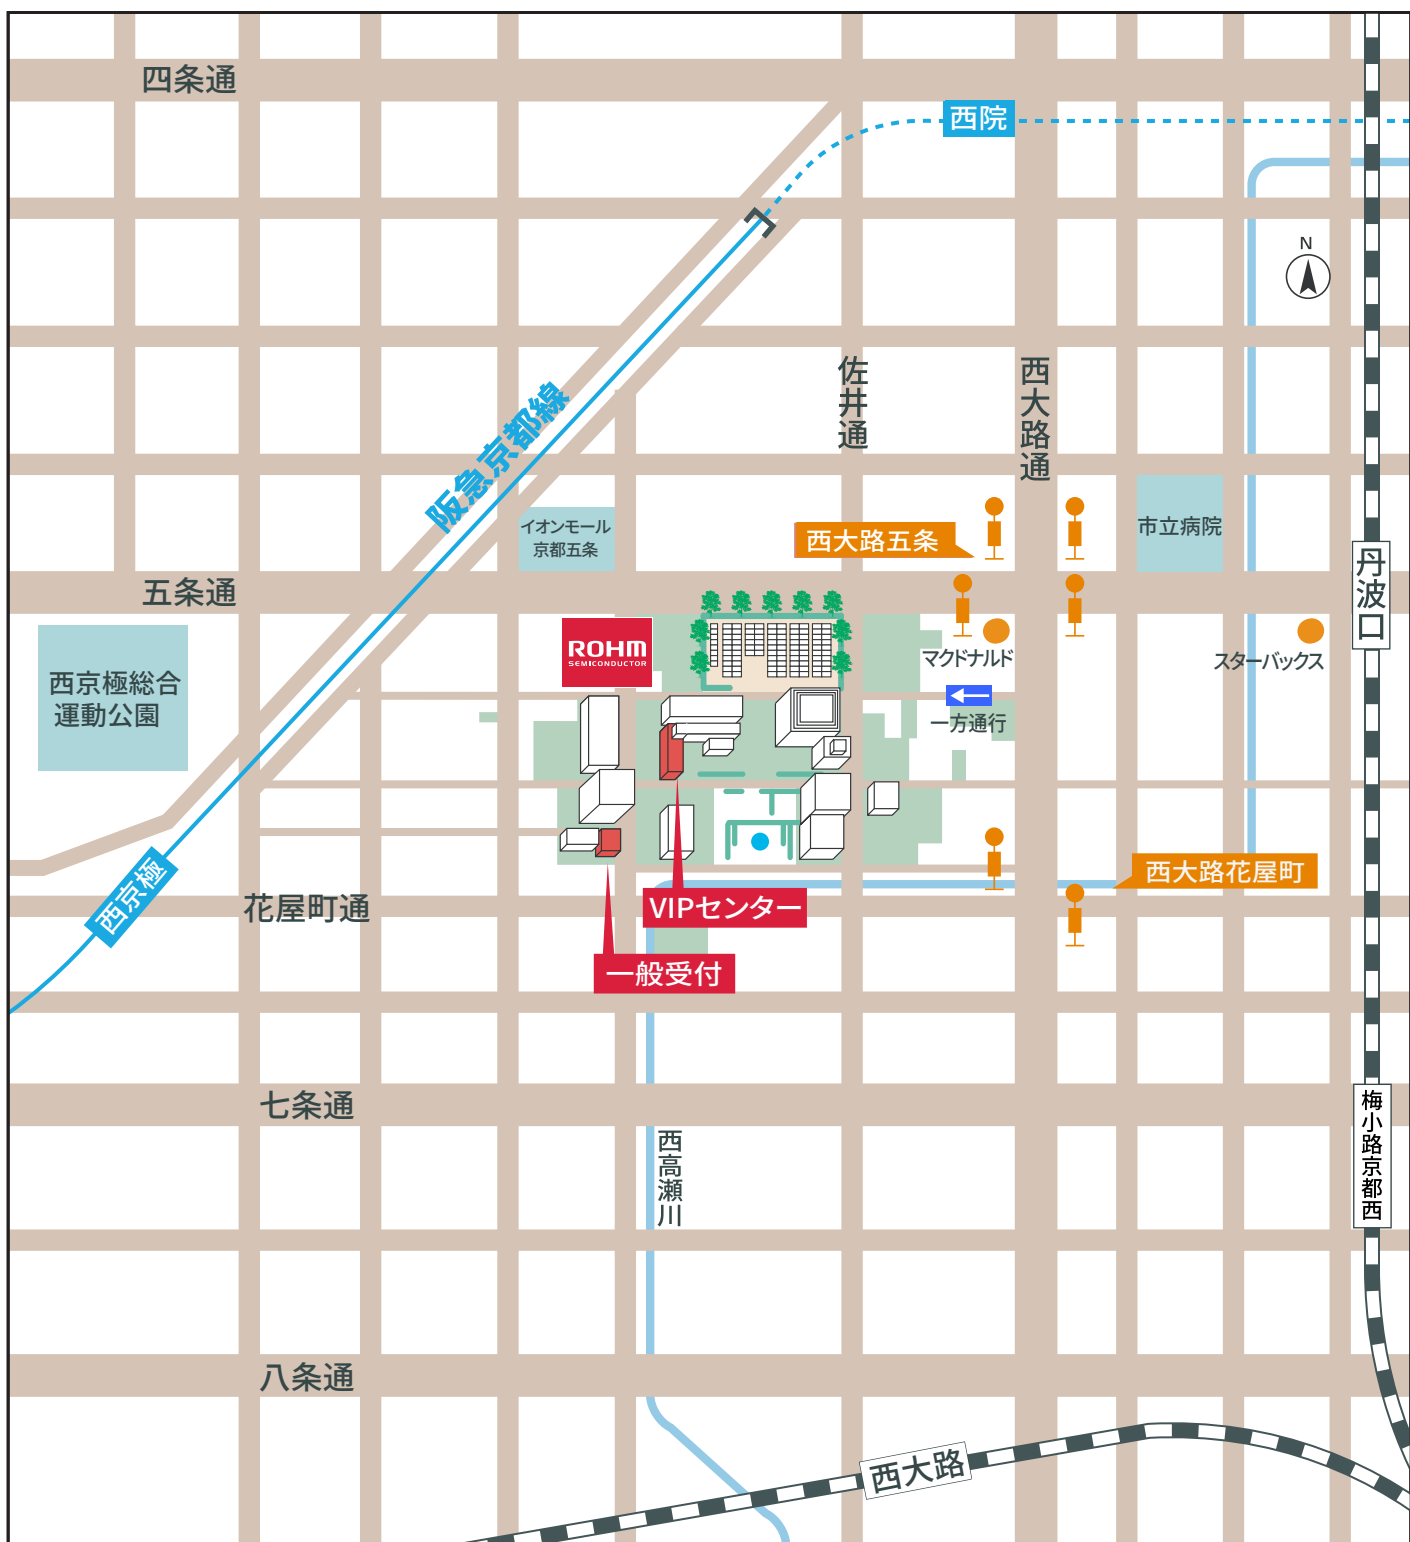 四条通
西院
N
佐井通
西大路通
阪急京都線
イオンモール
京都五条
西大路五条
市立病院
丹波口
五条通
ROHM
SEMICONDUCTOR
マクドナルド
スターバックス
西京極総合
運動公園
一方通行
西京極
西大路花屋町
花屋町通
VIPセンター
一般受付
七条通
梅小路京都西
西高瀬川
八条通
西大路